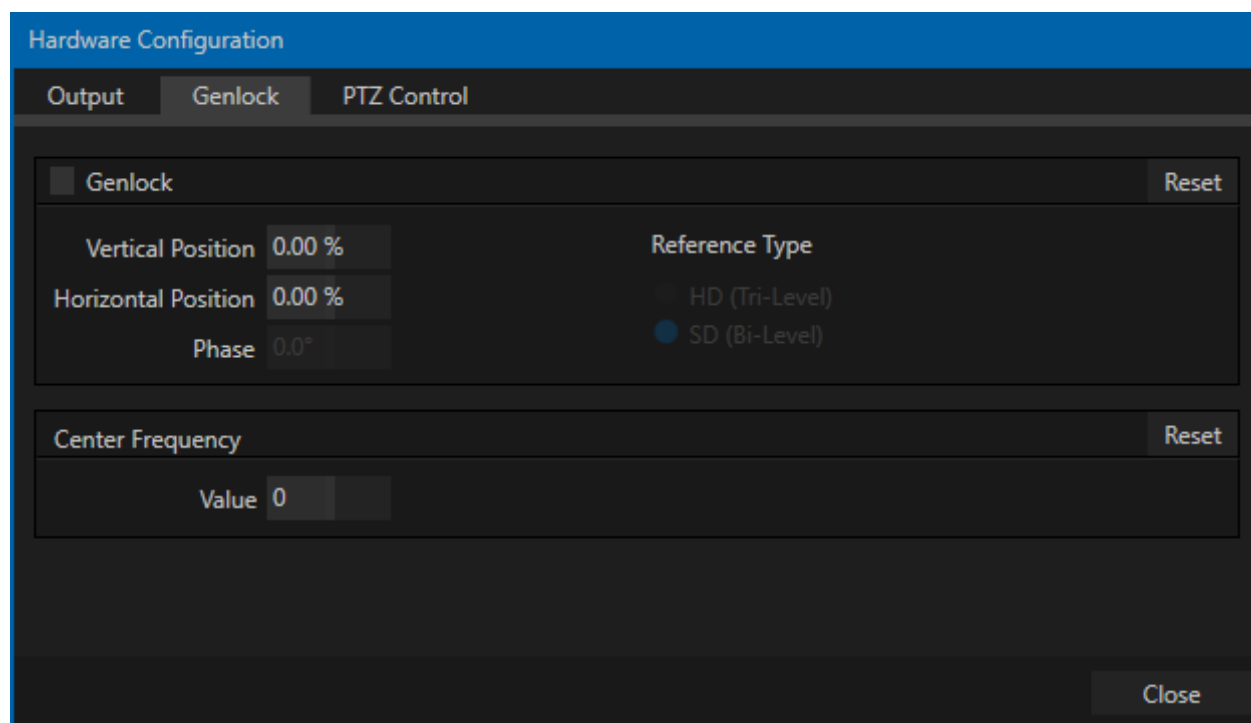 Hardware Configuration
Output Genlock PTZ Control
Genlock Reset
Vertical Position 0.00 % Reference Type
Horizontal Position 0.00 % HD (Tri-Level)
Phase 0.0° SD (Bi-Level)
Center Frequency Reset
Value 0
Close